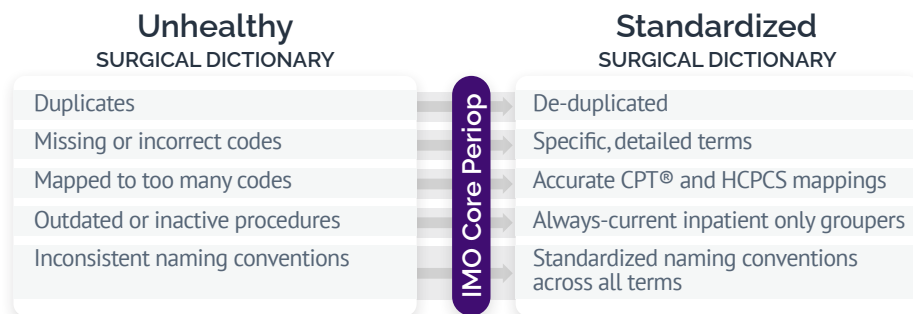 Unhealthy
SURGICAL DICTIONARY
Duplicates
Missing or incorrect codes
Mapped to too many codes
Outdated or inactive procedures
Inconsistent naming conventions
IMO Core Periop
Standardized
SURGICAL DICTIONARY
De-duplicated
Specific, detailed terms
Accurate CPT® and HCPCS mappings
Always-current inpatient only groupers
Standardized naming conventions
across all terms